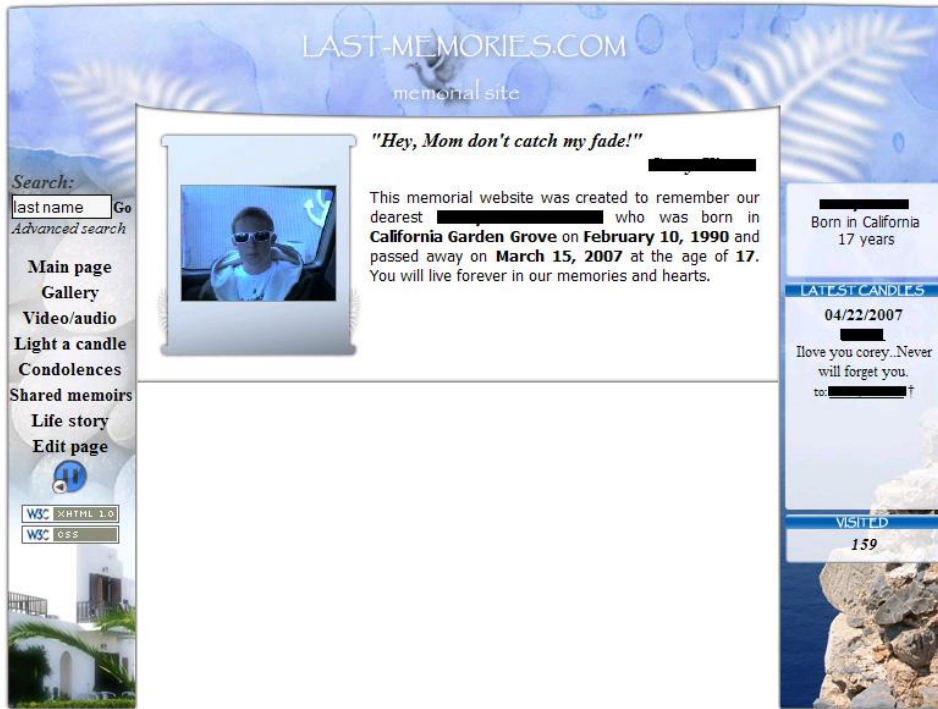 LAST-MEMORIES.COM
memorial site
Search:
last name Go
Advanced search
Main page
Gallery
Video/audio
Light a candle
Condolences
Shared memoirs
Life story
Edit page
W3C XHTML 1.0
W3C CSS
"Hey, Mom don't catch my fade!"
This memorial website was created to remember our
dearest who was born in
California Garden Grove on February 10, 1990 and
passed away on March 15, 2007 at the age of 17.
You will live forever in our memories and hearts.
Born in California
17 years
LATEST CANDLES
04/22/2007
Ilove you corey..Never
will forget you.
to: †
VISITED
159